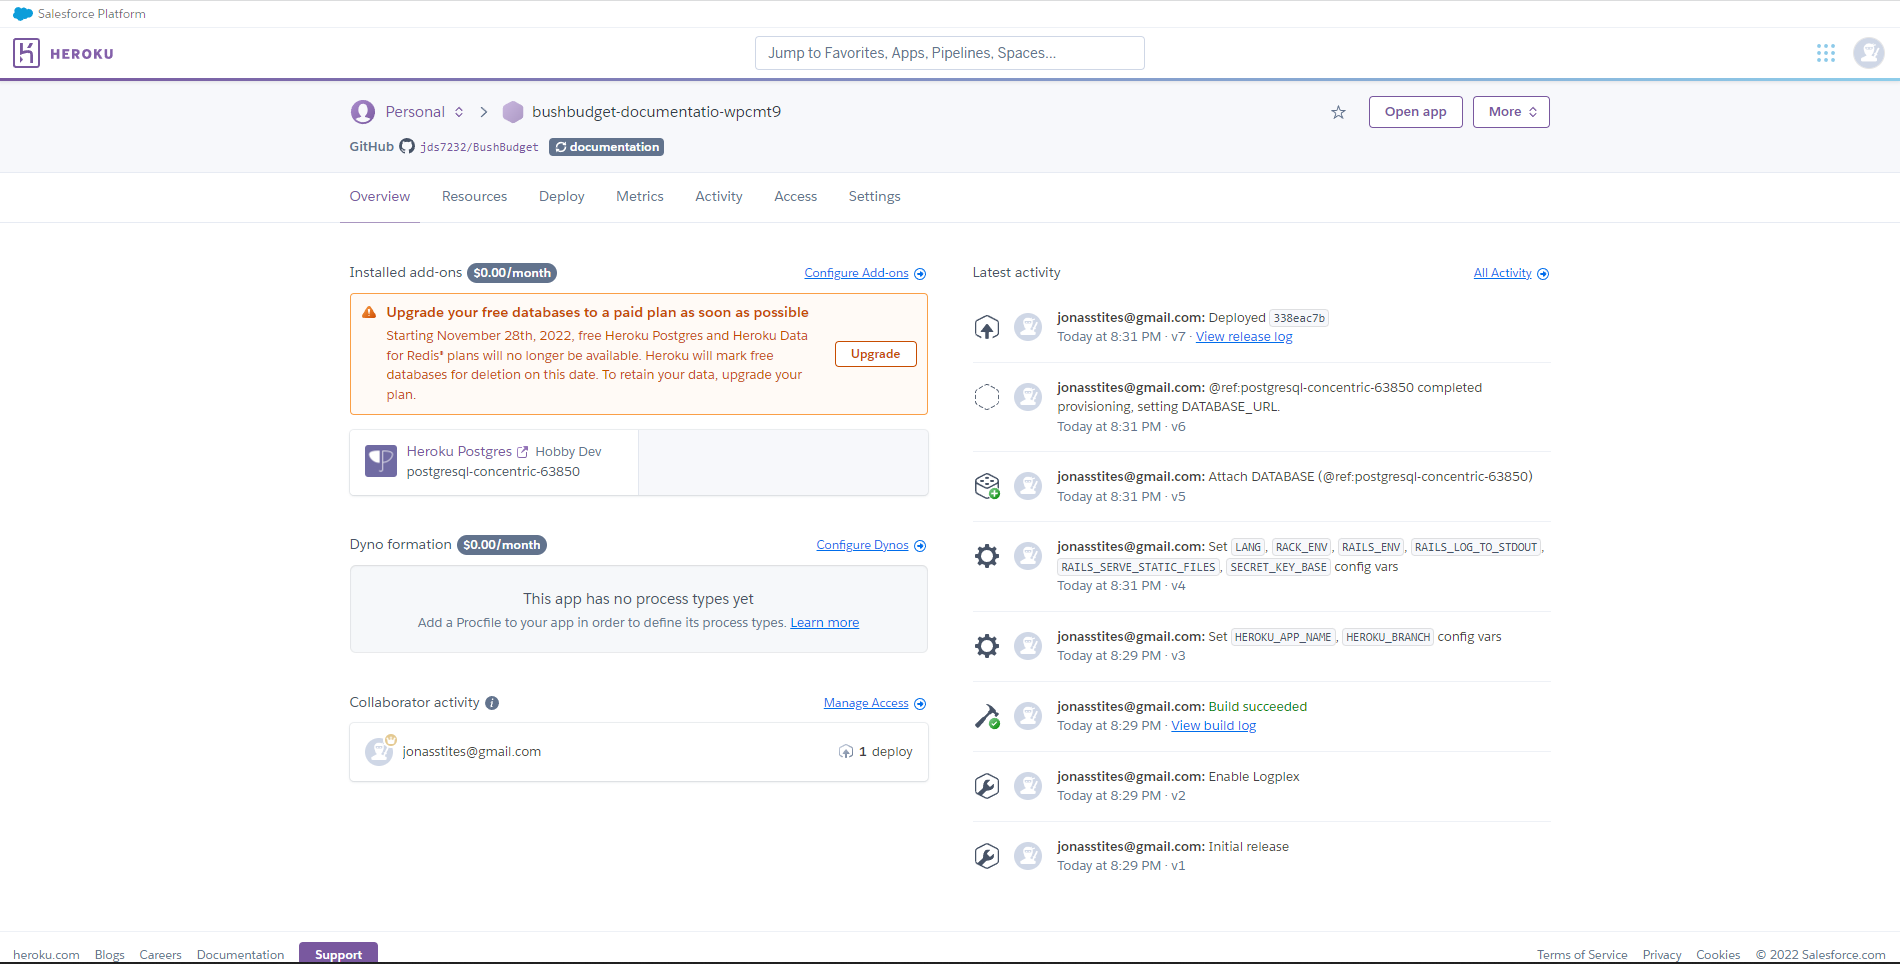 Salesforce Platform
HEROKU
Jump to Favorites, Apps, Pipelines, Spaces...
Personal
bushbudget-documentatio-wpcmt9
Open app
More
GitHub jds7232/BushBudget documentation
Overview Resources Deploy Metrics Activity Access Settings
Installed add-ons $0.00/month
Configure Add-ons
Upgrade your free databases to a paid plan as soon as possible
Starting November 28th, 2022, free Heroku Postgres and Heroku Data
for Redis® plans will no longer be available. Heroku will mark free
databases for deletion on this date. To retain your data, upgrade your
plan.
Upgrade
Heroku Postgres Hobby Dev
postgresql-concentric-63850
Dyno formation $0.00/month
Configure Dynos
This app has no process types yet
Add a Procfile to your app in order to define its process types. Learn more
Collaborator activity
Manage Access
jonasstites@gmail.com
1 deploy
Latest activity
All Activity
jonasstites@gmail.com: Deployed 338eac7b
Today at 8:31 PM · v7 · View release log
jonasstites@gmail.com: @ref:postgresql-concentric-63850 completed
provisioning, setting DATABASE_URL.
Today at 8:31 PM · v6
jonasstites@gmail.com: Attach DATABASE (@ref:postgresql-concentric-63850)
Today at 8:31 PM · v5
jonasstites@gmail.com: Set LANG, RACK_ENV, RAILS_ENV, RAILS_LOG_TO_STDOUT,
RAILS_SERVE_STATIC_FILES, SECRET_KEY_BASE config vars
Today at 8:31 PM · v4
jonasstites@gmail.com: Set HEROKU_APP_NAME, HEROKU_BRANCH config vars
Today at 8:29 PM · v3
jonasstites@gmail.com: Build succeeded
Today at 8:29 PM · View build log
jonasstites@gmail.com: Enable Logplex
Today at 8:29 PM · v2
jonasstites@gmail.com: Initial release
Today at 8:29 PM · v1
heroku.com Blogs Careers Documentation Support
Terms of Service Privacy Cookies © 2022 Salesforce.com